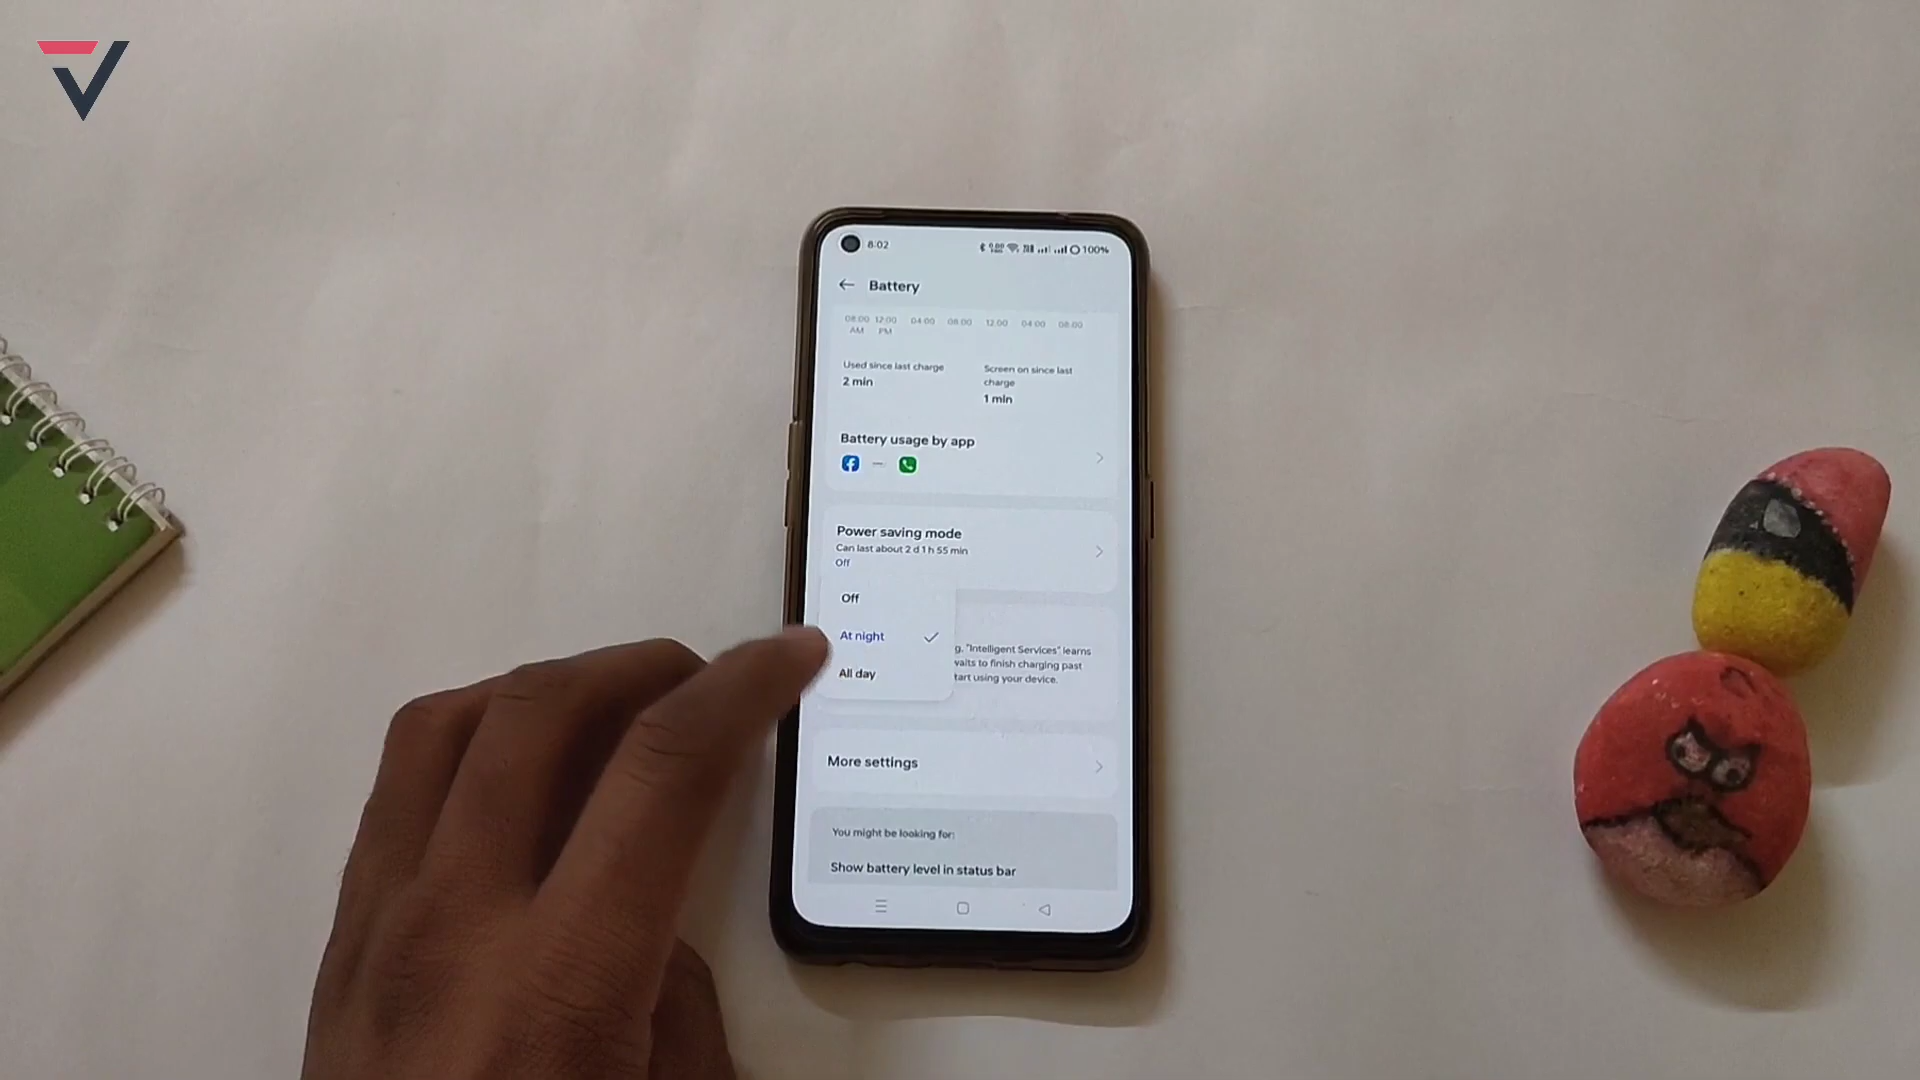 8:02
100%
Battery
08:00 12:00 04:00 08:00 12:00 04:00 08:00
AM PM
Used since last charge
2 min
Screen on since last
charge
1 min
Battery usage by app
Power saving mode
Can last about 2 d 1 h 55 min
Off
Off
At night
All day
g, "Intelligent Services" learns
waits to finish charging past
tart using your device.
More settings
You might be looking for:
Show battery level in status bar